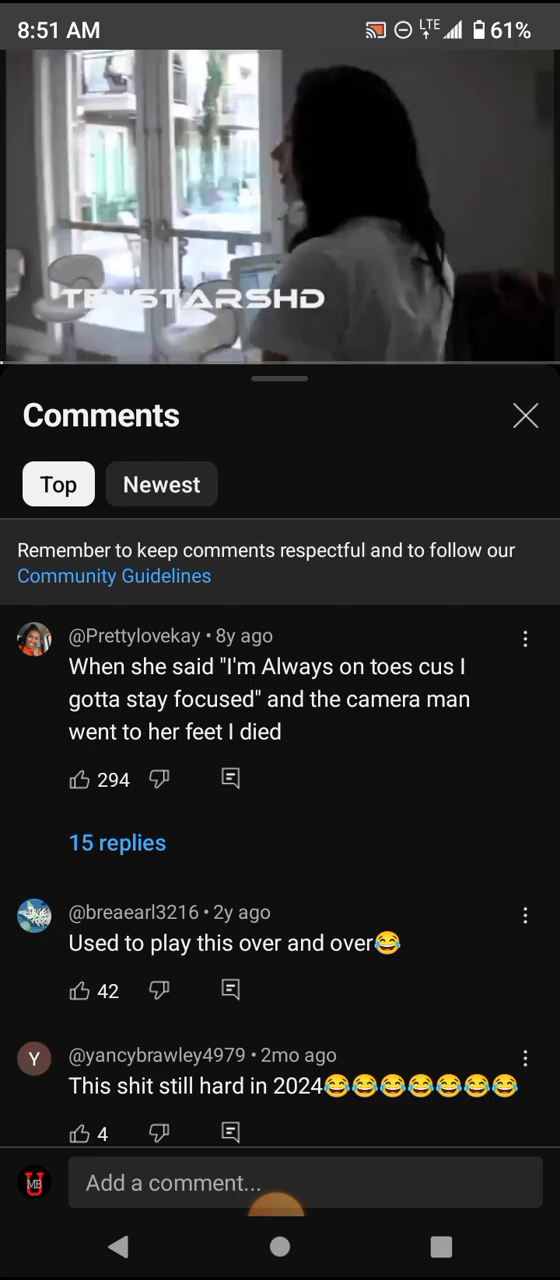 8:51 AM
LTE
61%
TENSTARSHD
Comments
Top
Newest
Remember to keep comments respectful and to follow our
Community Guidelines
@Prettylovekay • 8y ago
When she said "I'm Always on toes cus I
gotta stay focused" and the camera man
went to her feet I died
294
15 replies
@breaearl3216 • 2y ago
Used to play this over and over😂
42
Y
@yancybrawley4979 • 2mo ago
This shit still hard in 2024😂😂😂😂😂😂😂
4
MB
Add a comment...